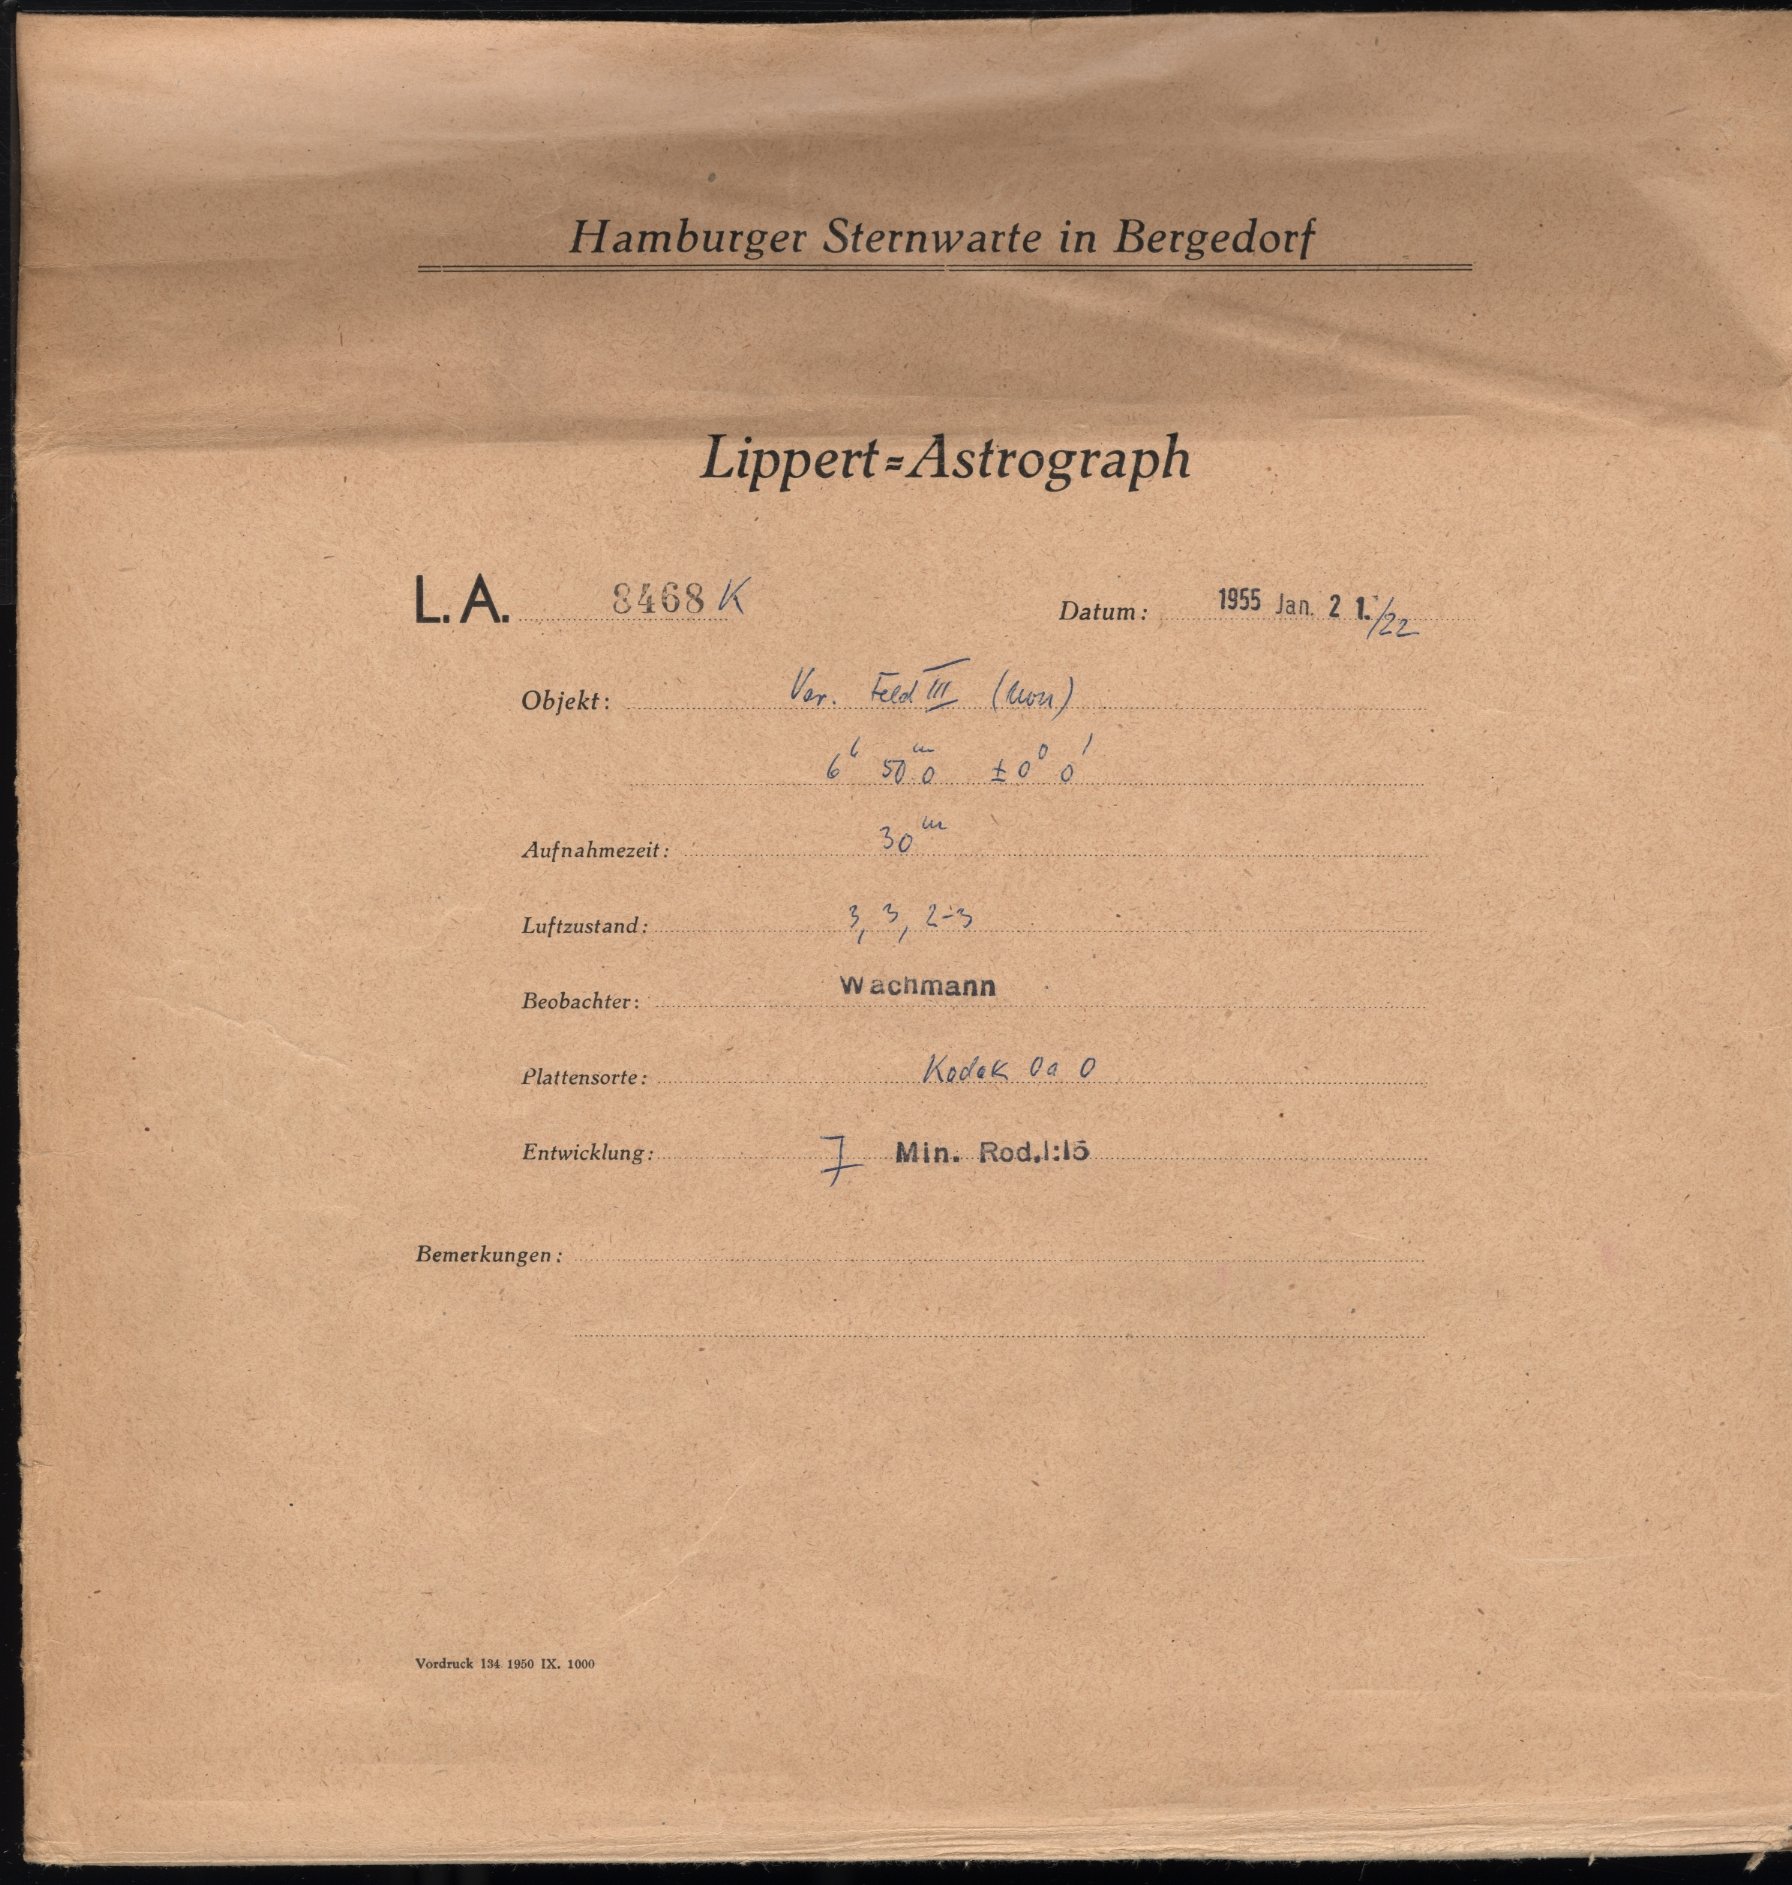 Hamburger Sternwarte in Bergedorf
Lippert=Astrograph
L. A. 8468 K Datum: 1955 Jan. 21./22
Objekt: Var. Feld III (Mon)
6ʰ 50ᵐ.0 ±0° 0′
Aufnahmezeit: 30ᵐ
Luftzustand: 3, 3, 2-3
Beobachter: Wachmann
Plattensorte: Kodak 0a O
Entwicklung: 7 Min. Rod.1:15
Bemerkungen:
Vordruck 134 1950 IX. 1000